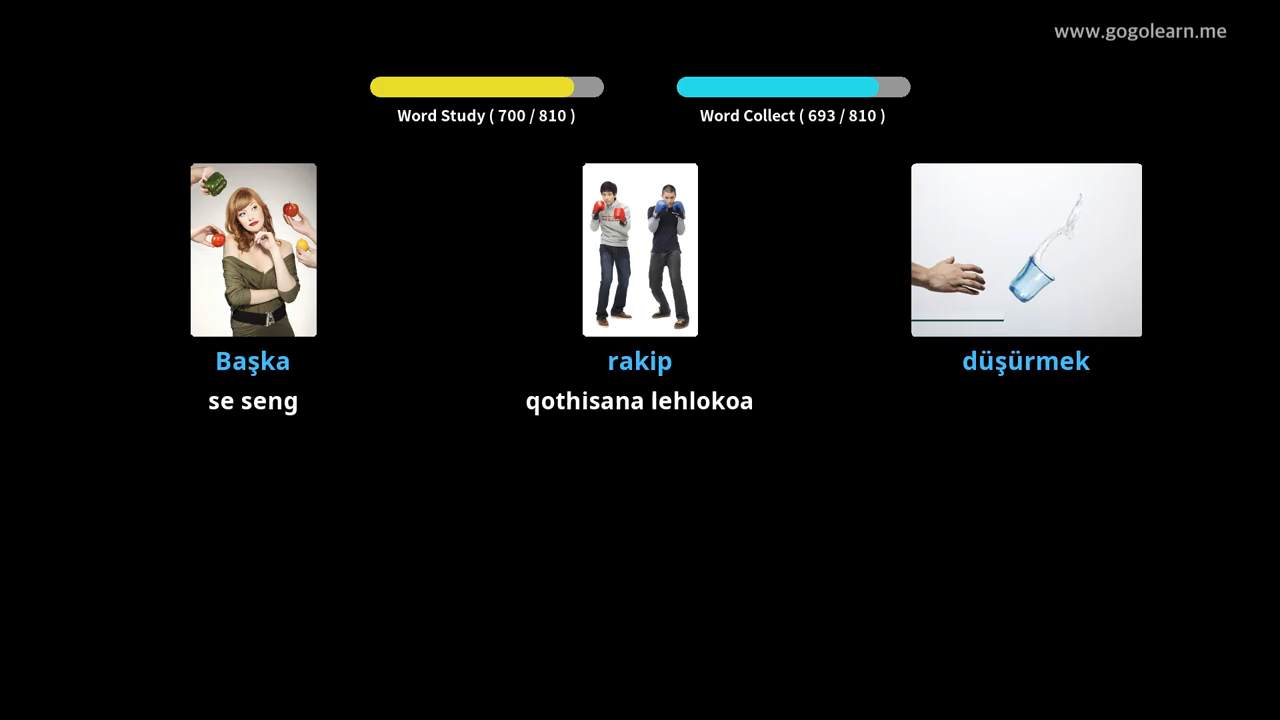 www.gogolearn.me
Word Study ( 700 / 810 )
Word Collect ( 693 / 810 )
Başka
rakip
düşürmek
se seng
qothisana lehlokoa